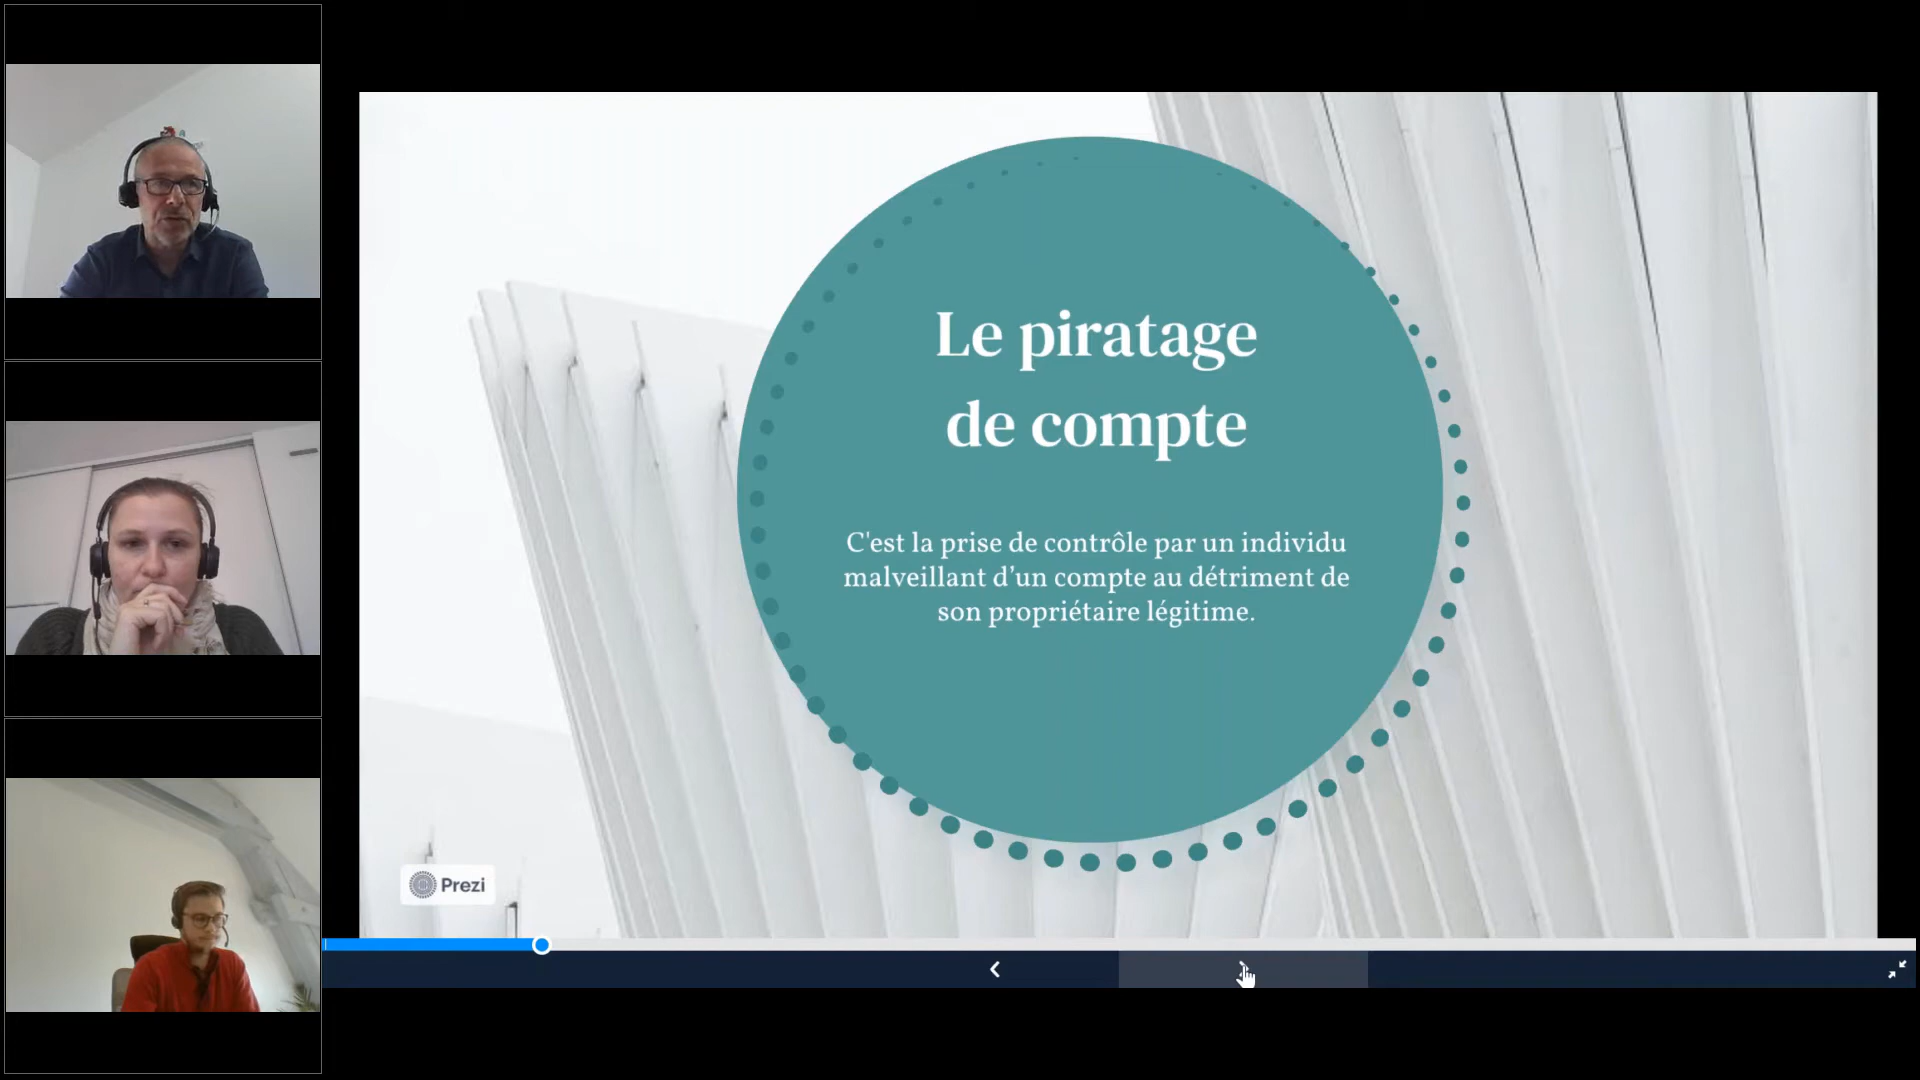 Le piratage
de compte
C'est la prise de contrôle par un individu
malveillant d’un compte au détriment de
son propriétaire légitime.
Prezi